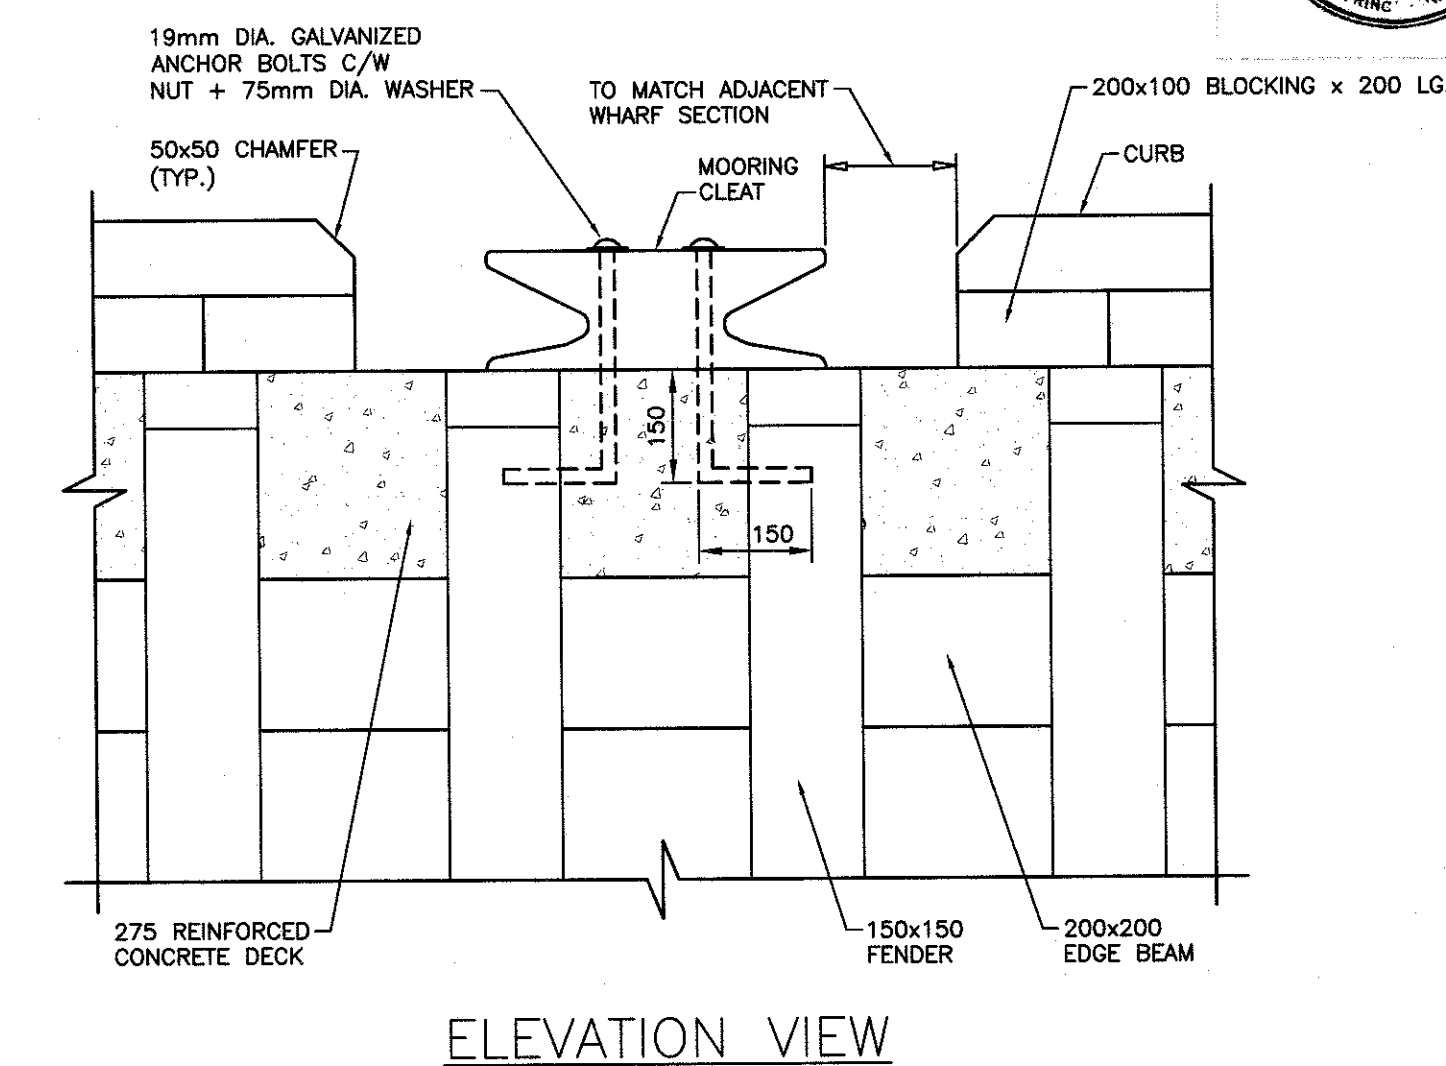 19mm DIA. GALVANIZED
ANCHOR BOLTS C/W
NUT + 75mm DIA. WASHER
50x50 CHAMFER
(TYP.)
TO MATCH ADJACENT
WHARF SECTION
MOORING
CLEAT
200x100 BLOCKING x 200 LG.
CURB
150
150
275 REINFORCED
CONCRETE DECK
150x150
FENDER
200x200
EDGE BEAM
ELEVATION VIEW